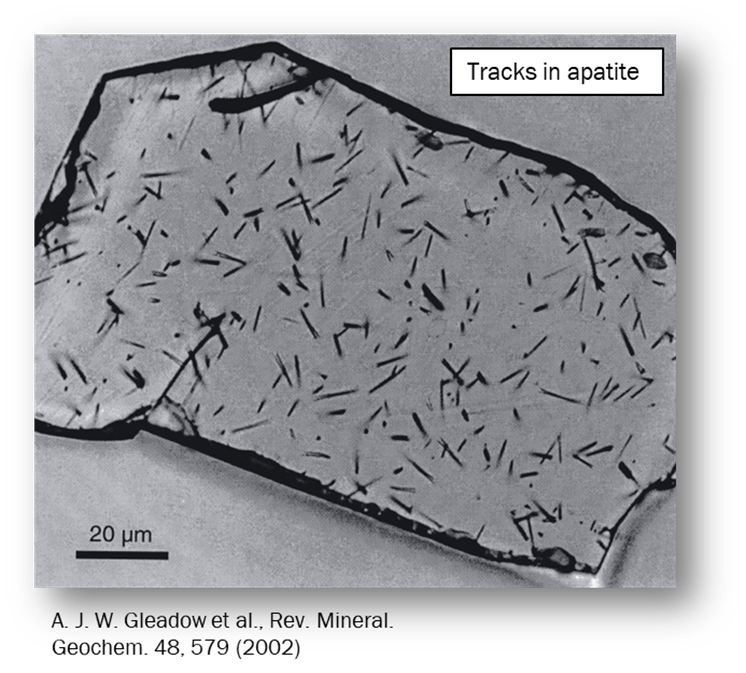 Tracks in apatite
20 µm
A. J. W. Gleadow et al., Rev. Mineral.
Geochem. 48, 579 (2002)